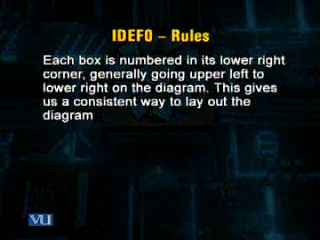 IDEF0 – Rules
Each box is numbered in its lower right
corner, generally going upper left to
lower right on the diagram. This gives
us a consistent way to lay out the
diagram
VU